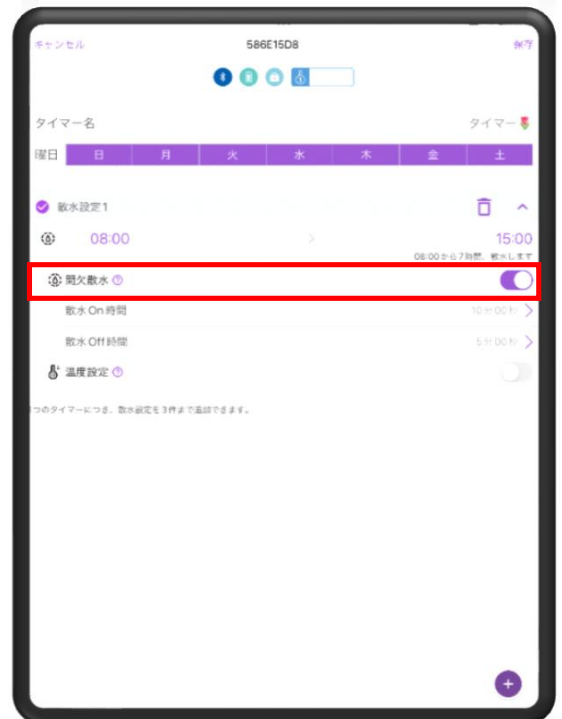 キャンセル 586E15D8 保存
タイマー名 タイマー🌷
曜日 日 月 火 水 木 金 土
散水設定1
08:00 > 15:00
08:00から7時間、散水します
間欠散水 ?
散水On時間 10分00秒 >
散水Off時間 5分00秒 >
温度設定 ?
1つのタイマーにつき、散水設定を3件まで追加できます。
+